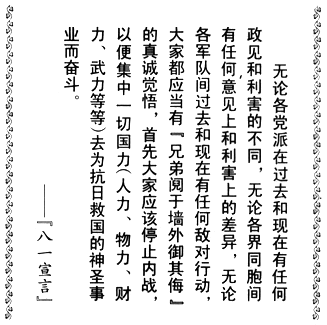 无论各党派在过去和现在有任何
政见和利害的不同，无论各界同胞间
有任何意见上和利害上的差异，无论
各军队间过去和现在有任何敌对行动，
大家都应当有『兄弟阋于墙外御其侮』
的真诚觉悟，首先大家应该停止内战，
以便集中一切国力(人力、物力、财
力、武力等等)去为抗日救国的神圣事
业而奋斗。
——『八一宣言』